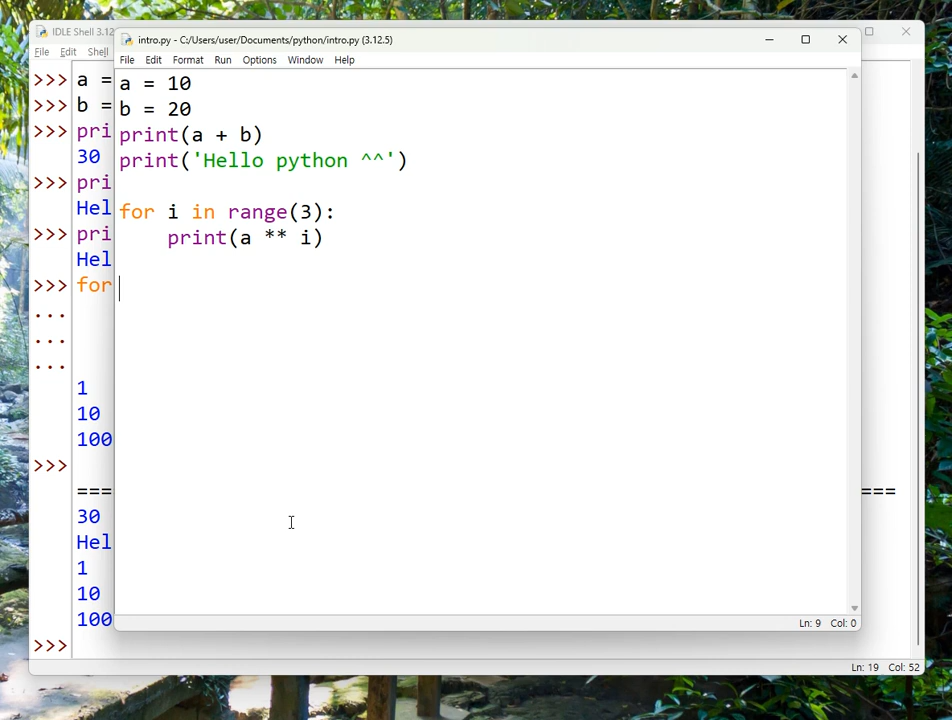 IDLE Shell 3.12
File Edit Shell
>>> a =
>>> b =
>>> pri
30
>>> pri
Hel
>>> pri
Hel
>>> for
...
...
...
1
10
100
>>>
==== ===
30
Hel
1
10
100
>>>
Ln: 19 Col: 52
intro.py - C:/Users/user/Documents/python/intro.py (3.12.5)
File Edit Format Run Options Window Help
a = 10
b = 20
print(a + b)
print('Hello python ^^')
for i in range(3):
    print(a ** i)
Ln: 9 Col: 0